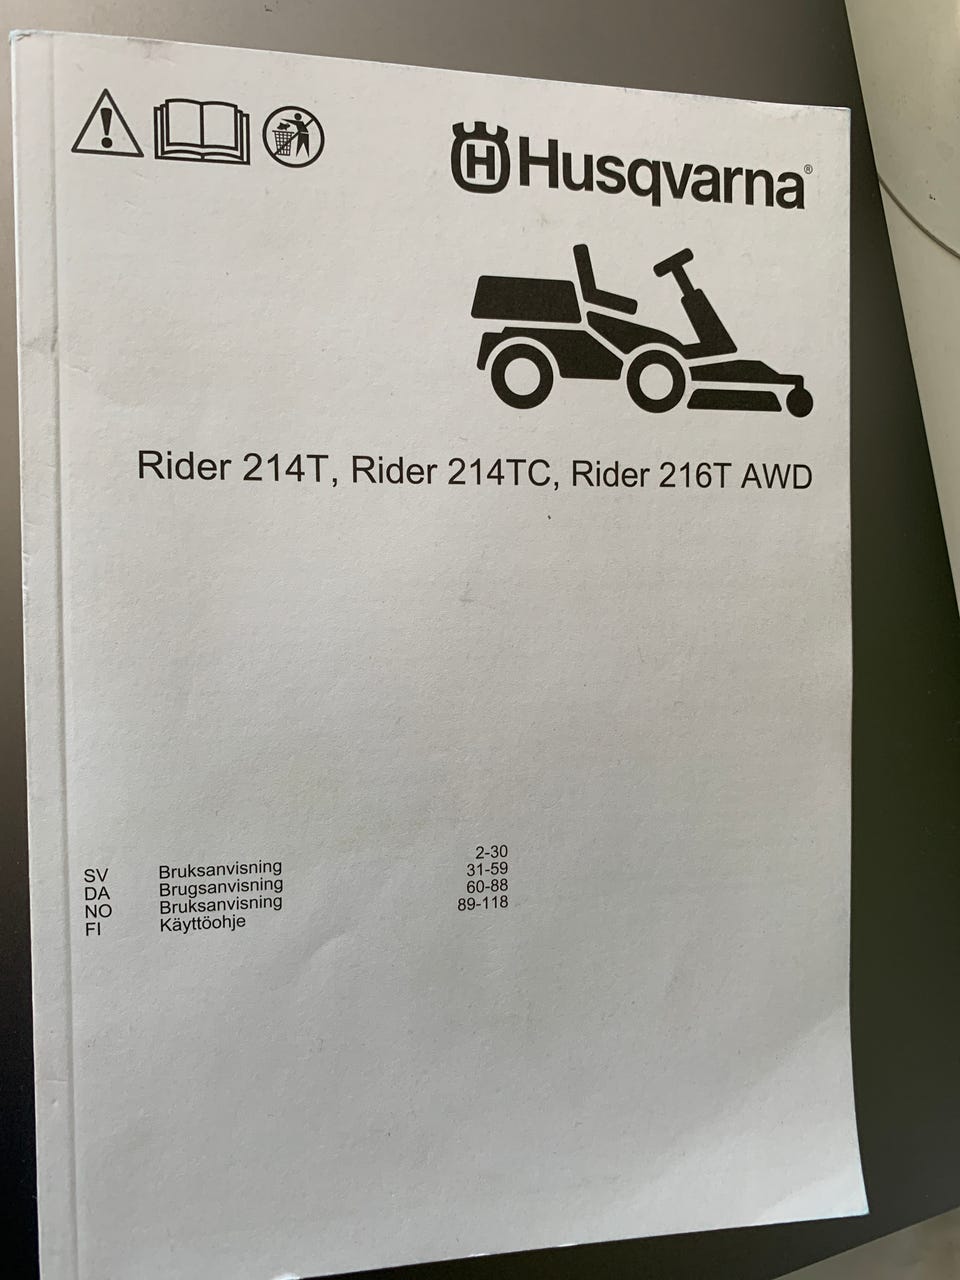 H Husqvarna®
Rider 214T, Rider 214TC, Rider 216T AWD
SV Bruksanvisning 2-30
DA Brugsanvisning 31-59
NO Bruksanvisning 60-88
FI Käyttöohje 89-118